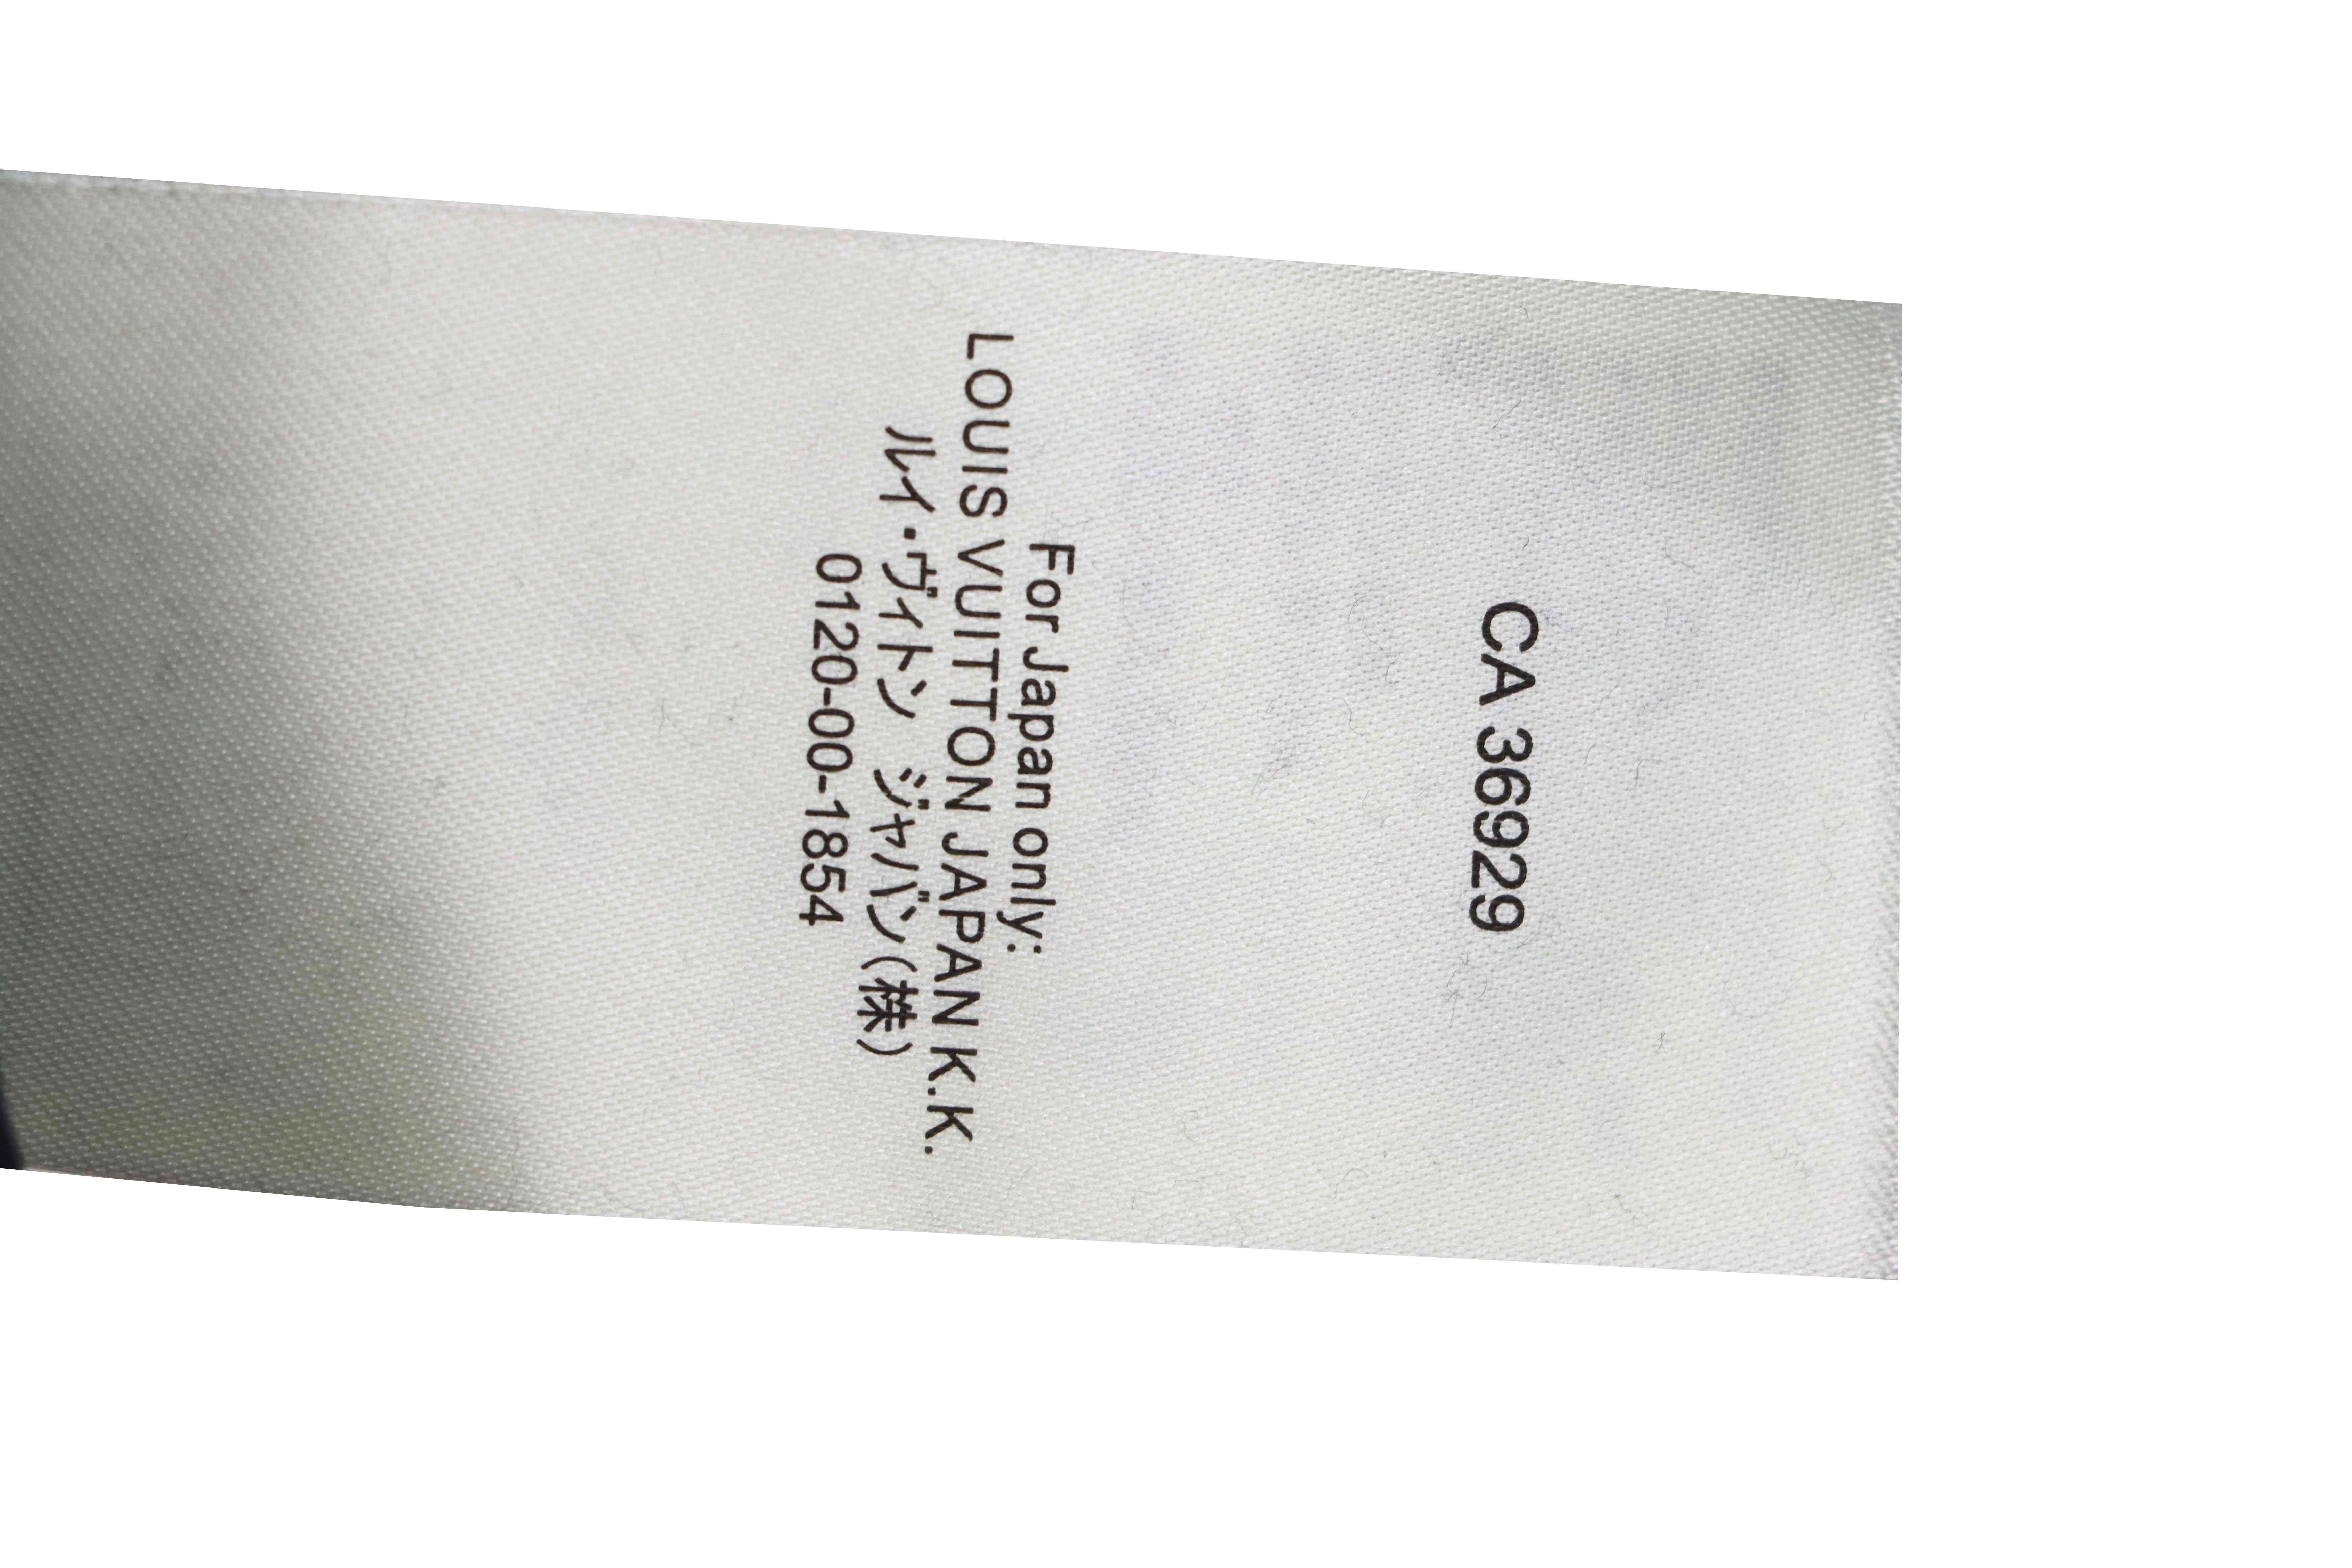 CA 36929
For Japan only:
LOUIS VUITTON JAPAN K.K.
ルイ・ヴィトン ジャパン(株)
0120-00-1854